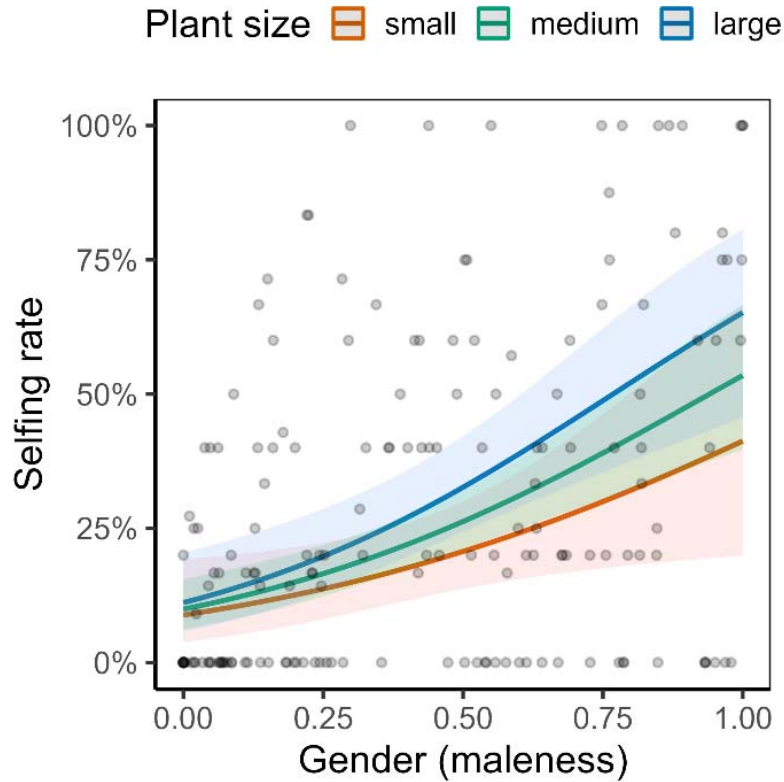 Plant size small medium large
100%
75%
50%
25%
0%
Selfing rate
0.00 0.25 0.50 0.75 1.00
Gender (maleness)